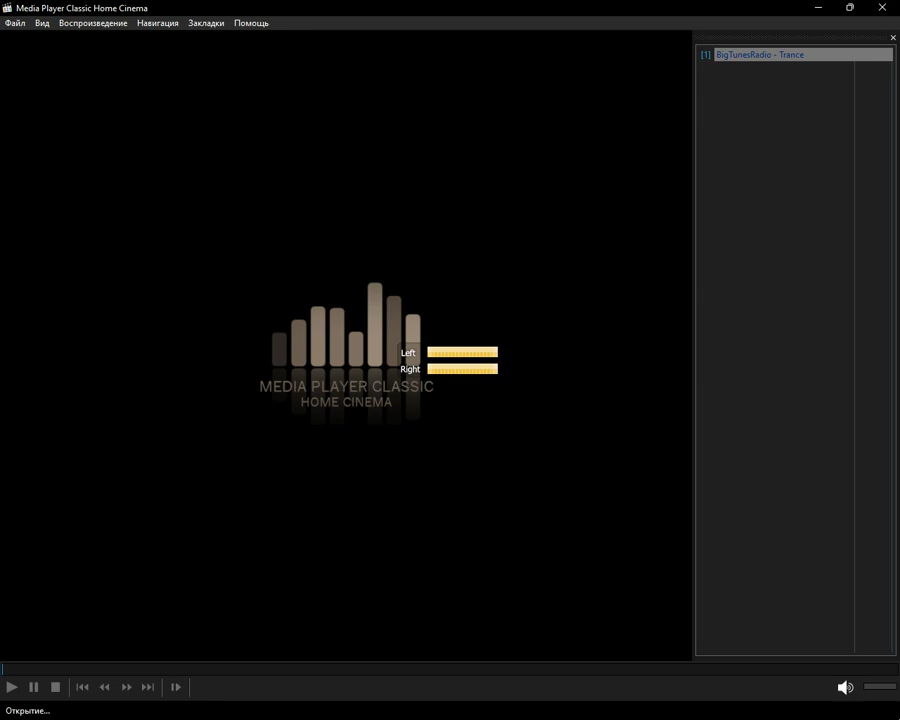 Media Player Classic Home Cinema
Файл Вид Воспроизведение Навигация Закладки Помощь
[1] BigTunesRadio - Trance
Left
Right
MEDIA PLAYER CLASSIC
HOME CINEMA
Открытие...